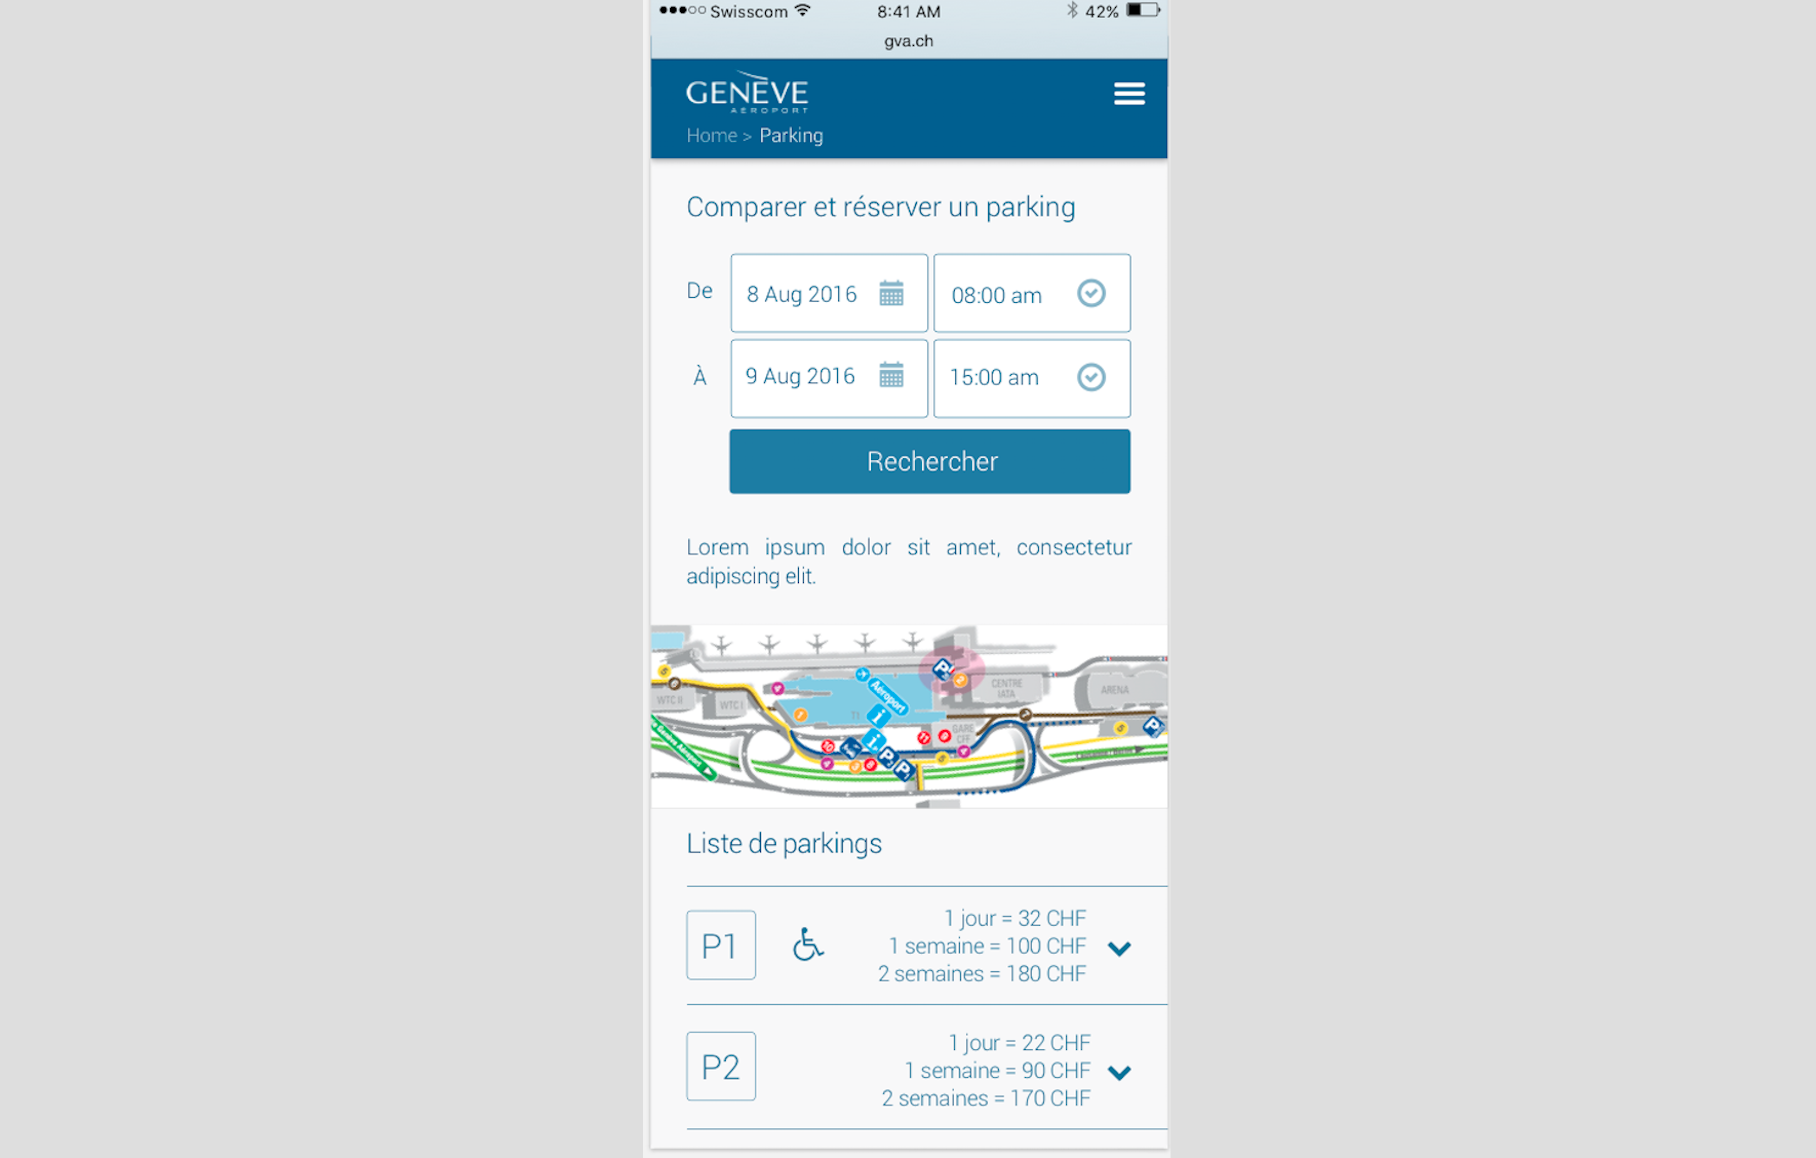 Swisscom 8:41 AM 42%
gva.ch
GENÈVE
AÉROPORT
Home > Parking
Comparer et réserver un parking
De 8 Aug 2016 08:00 am
À 9 Aug 2016 15:00 am
Rechercher
Lorem ipsum dolor sit amet, consectetur
adipiscing elit.
Aéroport
CENTRE
IATA
ARENA
WTC II
WTC I
GARE
CFF
Liste de parkings
P1
1 jour = 32 CHF
1 semaine = 100 CHF
2 semaines = 180 CHF
P2
1 jour = 22 CHF
1 semaine = 90 CHF
2 semaines = 170 CHF